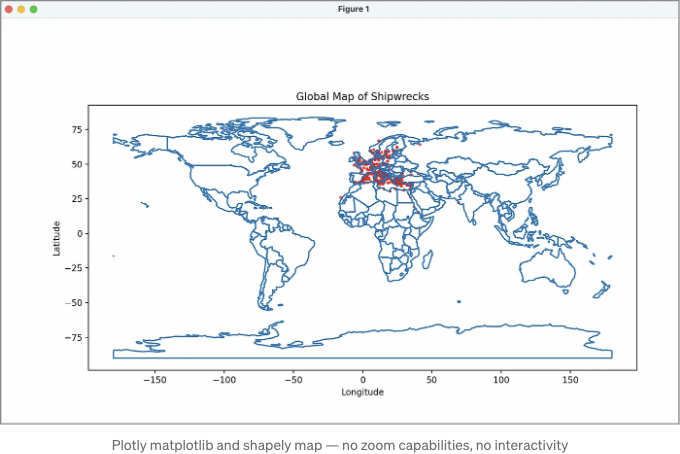 Figure 1
Global Map of Shipwrecks
75
50
25
0
−25
−50
−75
Latitude
−150 −100 −50 0 50 100 150
Longitude
Plotly matplotlib and shapely map — no zoom capabilities, no interactivity